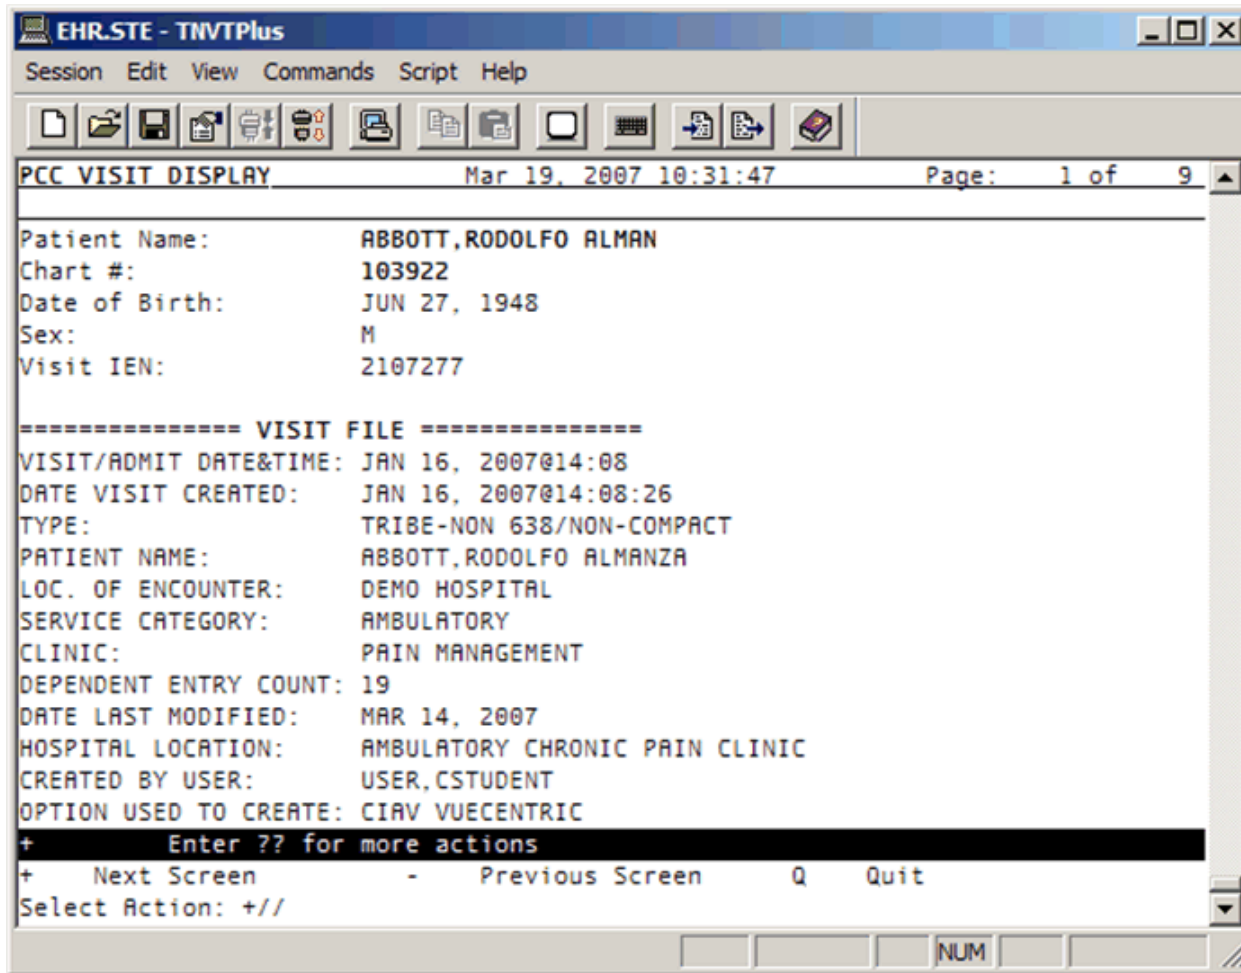 EHR.STE - TNVTPlus
Session Edit View Commands Script Help
PCC VISIT DISPLAY Mar 19, 2007 10:31:47 Page: 1 of 9
Patient Name: ABBOTT,RODOLFO ALMAN
Chart #: 103922
Date of Birth: JUN 27, 1948
Sex: M
Visit IEN: 2107277
=============== VISIT FILE ===============
VISIT/ADMIT DATE&TIME: JAN 16, 2007@14:08
DATE VISIT CREATED: JAN 16, 2007@14:08:26
TYPE: TRIBE-NON 638/NON-COMPACT
PATIENT NAME: ABBOTT,RODOLFO ALMANZA
LOC. OF ENCOUNTER: DEMO HOSPITAL
SERVICE CATEGORY: AMBULATORY
CLINIC: PAIN MANAGEMENT
DEPENDENT ENTRY COUNT: 19
DATE LAST MODIFIED: MAR 14, 2007
HOSPITAL LOCATION: AMBULATORY CHRONIC PAIN CLINIC
CREATED BY USER: USER,CSTUDENT
OPTION USED TO CREATE: CIAV VUECENTRIC
+ Enter ?? for more actions
+ Next Screen - Previous Screen Q Quit
Select Action: +//
NUM